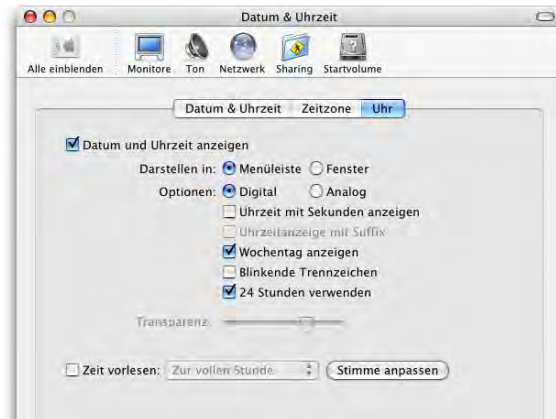 Datum & Uhrzeit
Alle einblenden Monitore Ton Netzwerk Sharing Startvolume
Datum & Uhrzeit Zeitzone Uhr
Datum und Uhrzeit anzeigen
Darstellen in: Menüleiste Fenster
Optionen: Digital Analog
Uhrzeit mit Sekunden anzeigen
Uhrzeitanzeige mit Suffix
Wochentag anzeigen
Blinkende Trennzeichen
24 Stunden verwenden
Transparenz
Zeit vorlesen: Zur vollen Stunde Stimme anpassen